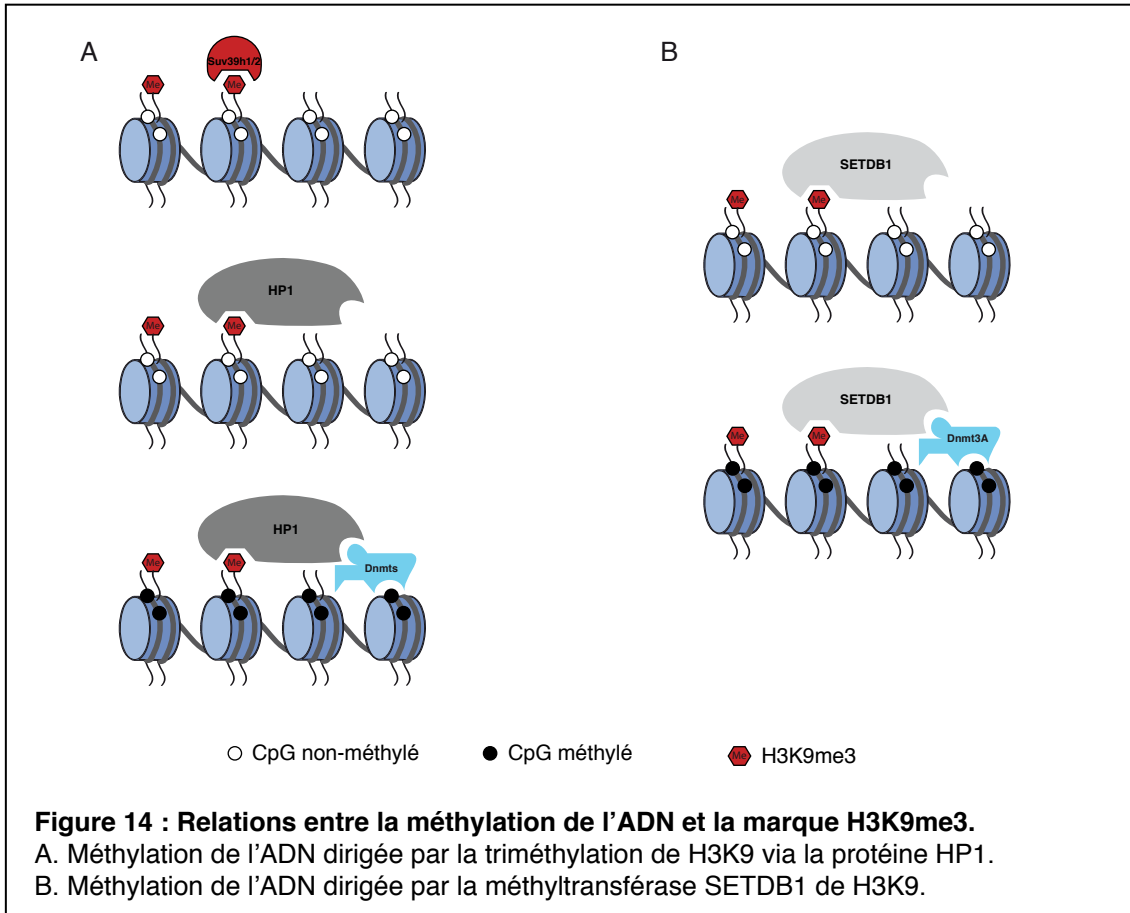 A
Suv39h1/2
Me Me
HP1
Me Me
HP1
Me Me
Dnmts
B
SETDB1
Me Me
SETDB1
Me Me
Dnmt3A
CpG non-méthylé
CpG méthylé
Me H3K9me3
Figure 14 : Relations entre la méthylation de l'ADN et la marque H3K9me3.
A. Méthylation de l'ADN dirigée par la triméthylation de H3K9 via la protéine HP1.
B. Méthylation de l'ADN dirigée par la méthyltransférase SETDB1 de H3K9.